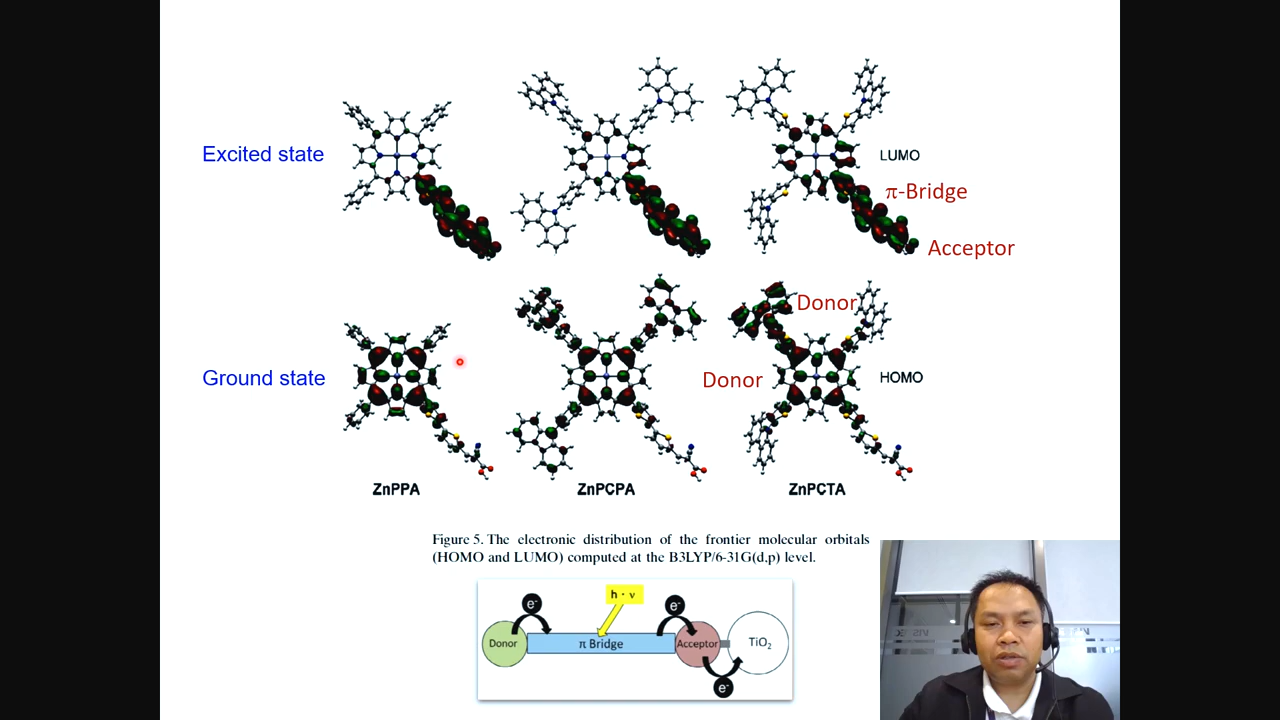 Excited state
LUMO
π-Bridge
Acceptor
Donor
Ground state
Donor
HOMO
ZnPPA
ZnPCPA
ZnPCTA
Figure 5. The electronic distribution of the frontier molecular orbitals
(HOMO and LUMO) computed at the B3LYP/6-31G(d,p) level.
h · ν
e-
e-
Donor
π Bridge
Acceptor
TiO2
e-